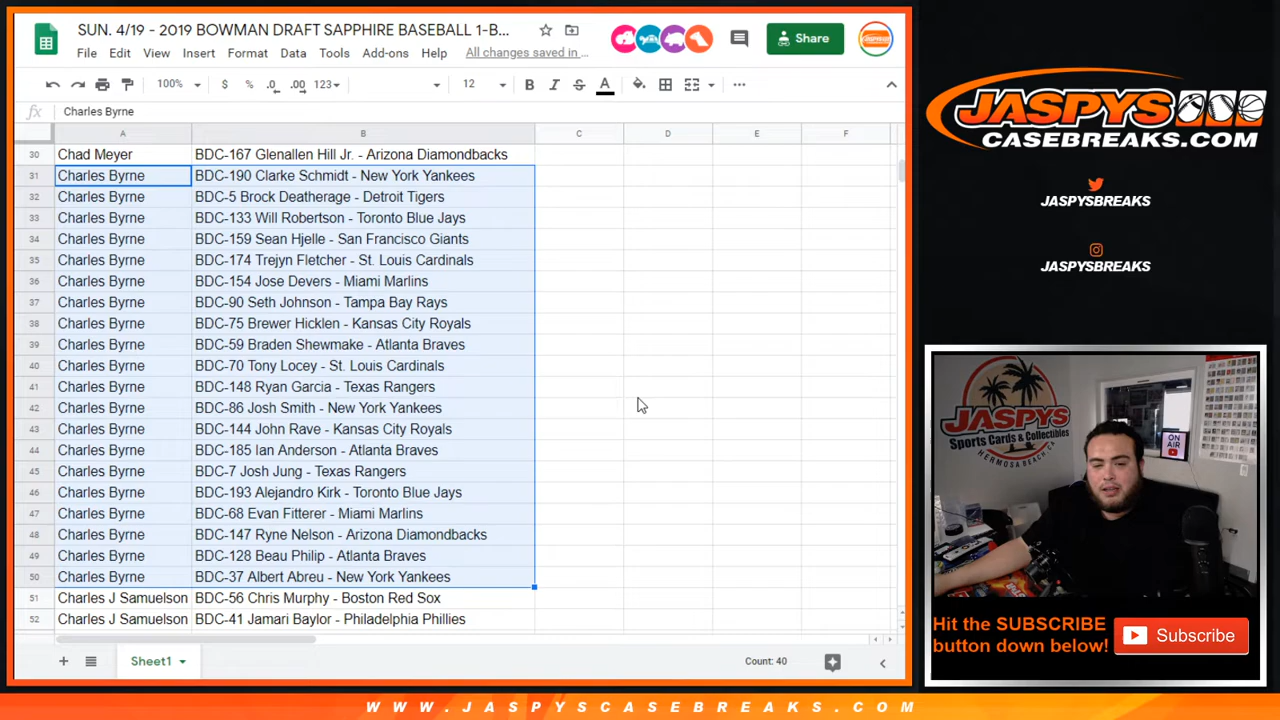 SUN. 4/19 - 2019 BOWMAN DRAFT SAPPHIRE BASEBALL 1-B...
File Edit View Insert Format Data Tools Add-ons Help All changes saved in ...
Share
100% $ % .0 .00 123 12 B I S A
fx Charles Byrne
A B C D E F
30 Chad Meyer BDC-167 Glenallen Hill Jr. - Arizona Diamondbacks
31 Charles Byrne BDC-190 Clarke Schmidt - New York Yankees
32 Charles Byrne BDC-5 Brock Deatherage - Detroit Tigers
33 Charles Byrne BDC-133 Will Robertson - Toronto Blue Jays
34 Charles Byrne BDC-159 Sean Hjelle - San Francisco Giants
35 Charles Byrne BDC-174 Trejyn Fletcher - St. Louis Cardinals
36 Charles Byrne BDC-154 Jose Devers - Miami Marlins
37 Charles Byrne BDC-90 Seth Johnson - Tampa Bay Rays
38 Charles Byrne BDC-75 Brewer Hicklen - Kansas City Royals
39 Charles Byrne BDC-59 Braden Shewmake - Atlanta Braves
40 Charles Byrne BDC-70 Tony Locey - St. Louis Cardinals
41 Charles Byrne BDC-148 Ryan Garcia - Texas Rangers
42 Charles Byrne BDC-86 Josh Smith - New York Yankees
43 Charles Byrne BDC-144 John Rave - Kansas City Royals
44 Charles Byrne BDC-185 Ian Anderson - Atlanta Braves
45 Charles Byrne BDC-7 Josh Jung - Texas Rangers
46 Charles Byrne BDC-193 Alejandro Kirk - Toronto Blue Jays
47 Charles Byrne BDC-68 Evan Fitterer - Miami Marlins
48 Charles Byrne BDC-147 Ryne Nelson - Arizona Diamondbacks
49 Charles Byrne BDC-128 Beau Philip - Atlanta Braves
50 Charles Byrne BDC-37 Albert Abreu - New York Yankees
51 Charles J Samuelson BDC-56 Chris Murphy - Boston Red Sox
52 Charles J Samuelson BDC-41 Jamari Baylor - Philadelphia Phillies
Sheet1
Count: 40
JASPYS
CASEBREAKS.COM
JASPYSBREAKS
JASPYSBREAKS
JASPYS
Sports Cards & Collectibles
HERMOSA BEACH, CA
ON AIR
Hit the SUBSCRIBE
button down below!
Subscribe
WWW.JASPYSCASEBREAKS.COM